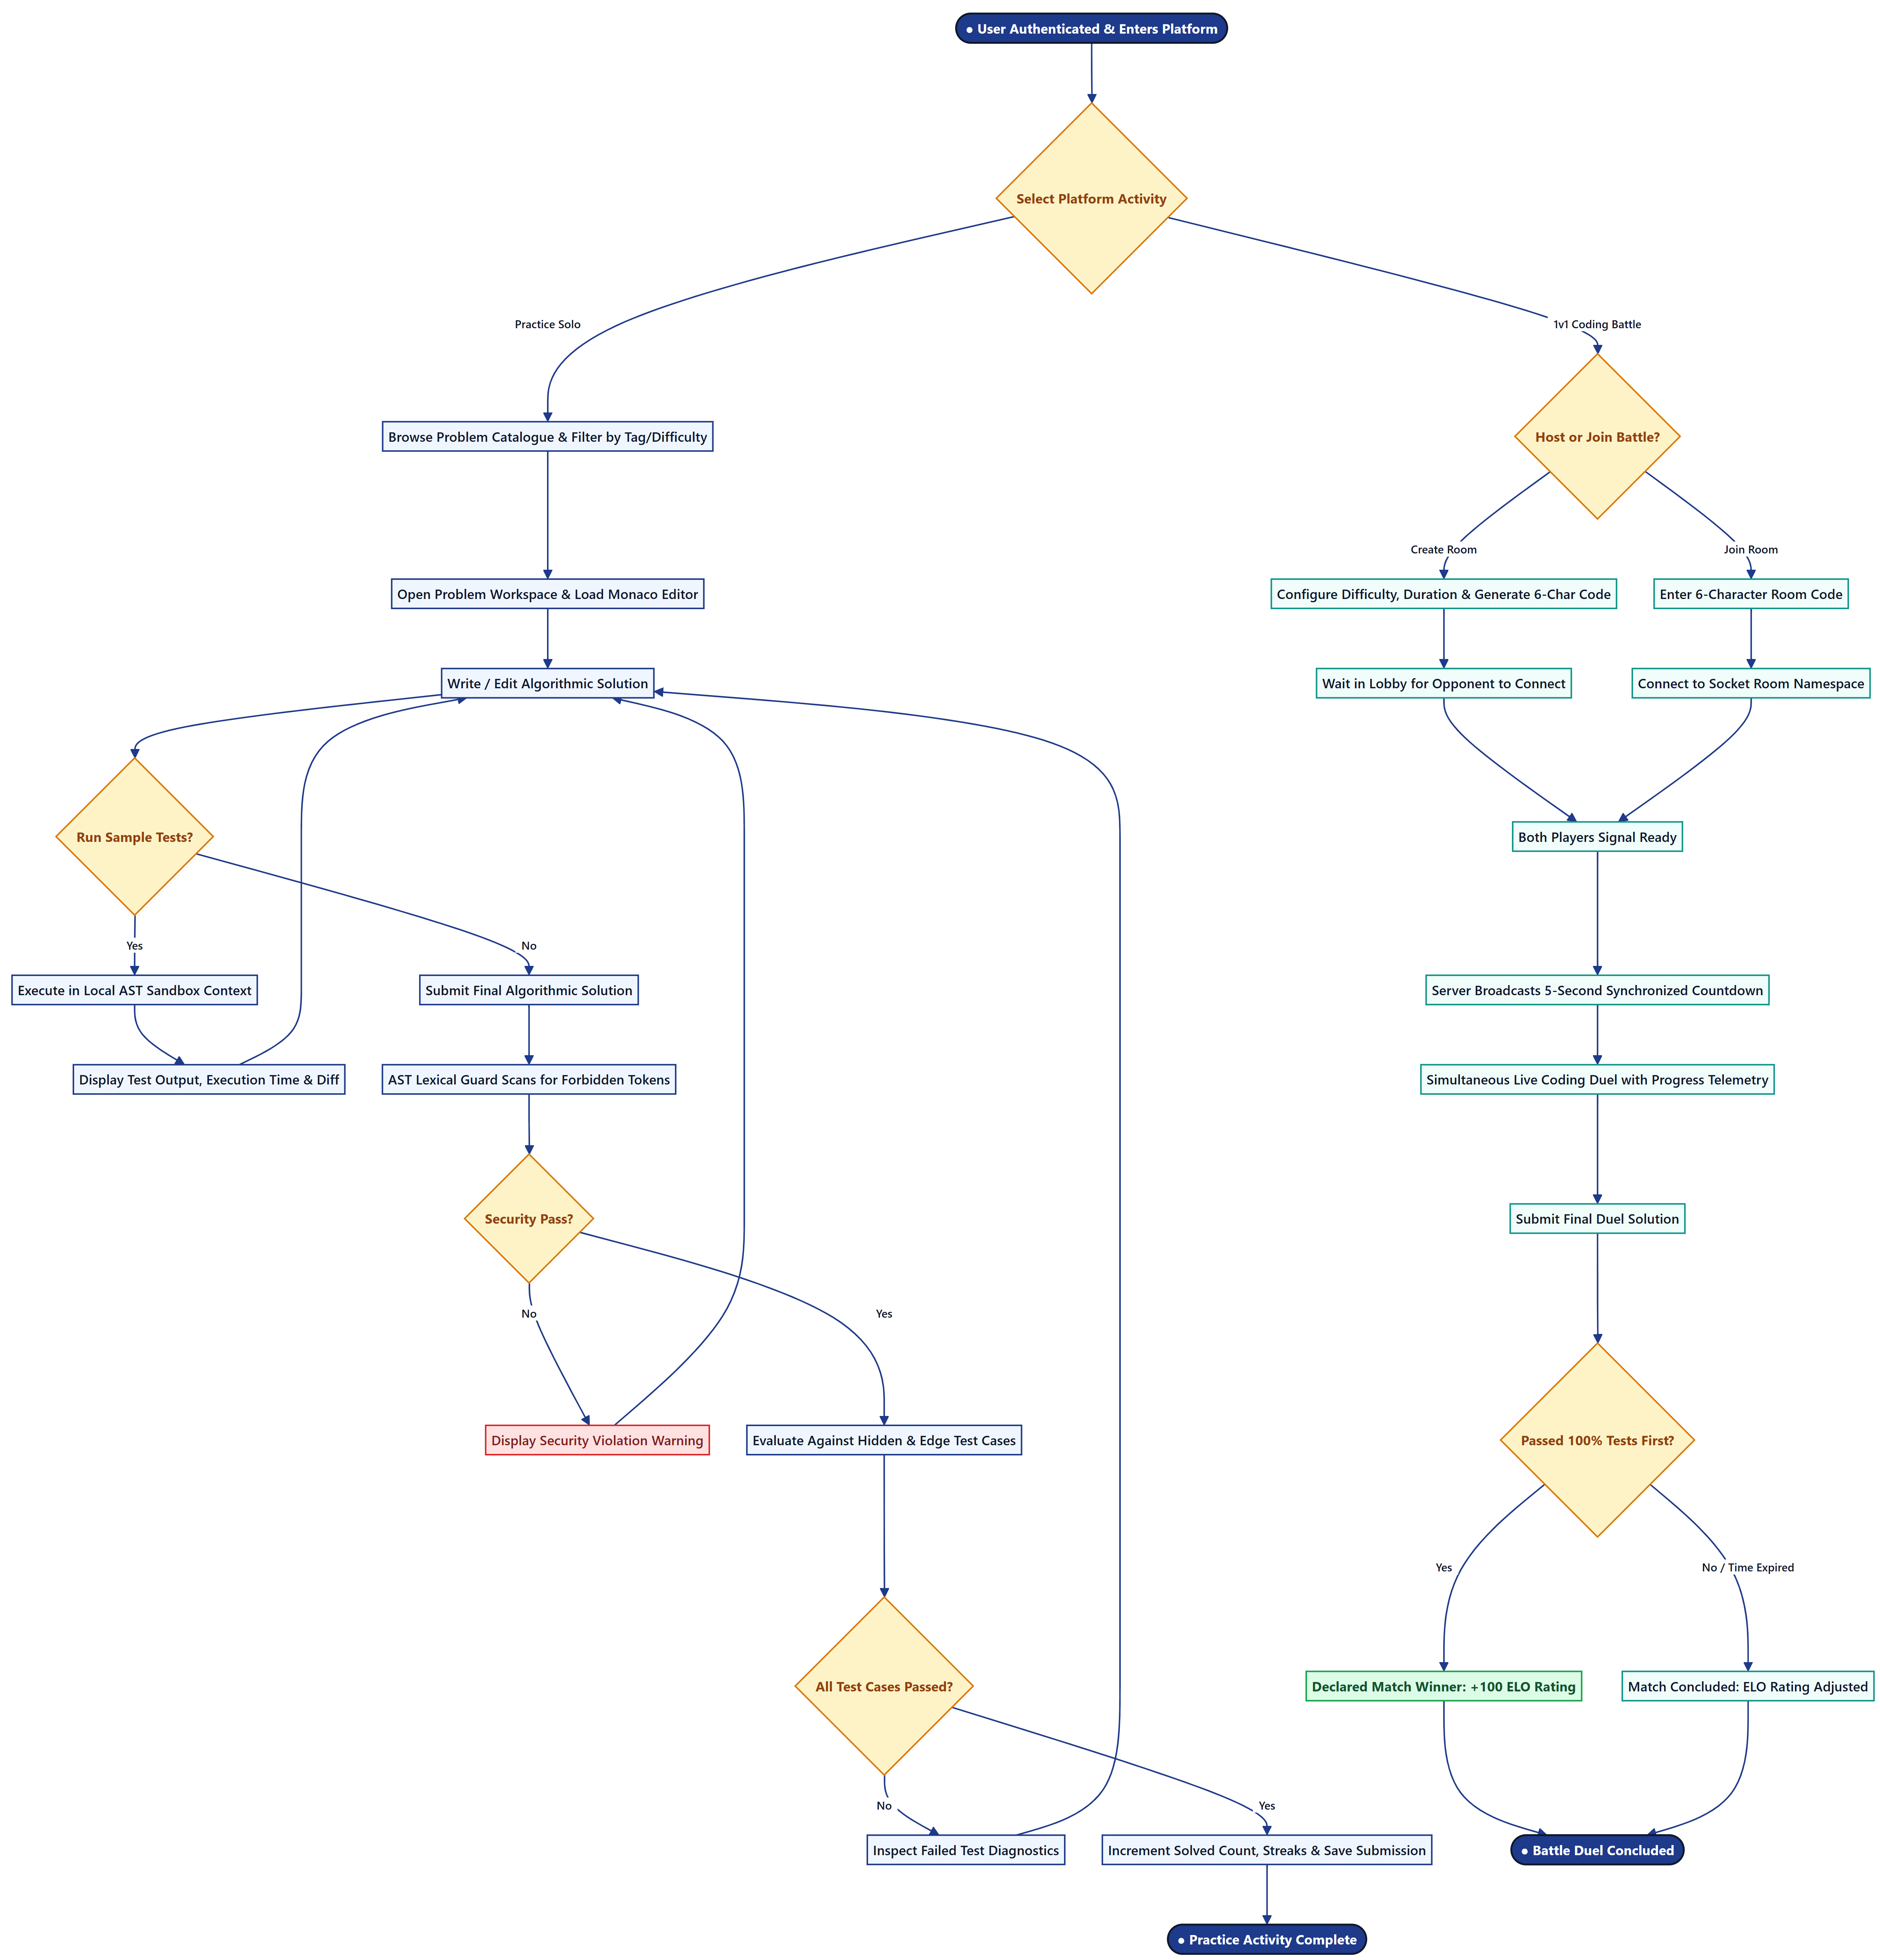 ● User Authenticated & Enters Platform
Select Platform Activity
Practice Solo
1v1 Coding Battle
Browse Problem Catalogue & Filter by Tag/Difficulty
Host or Join Battle?
Create Room
Join Room
Open Problem Workspace & Load Monaco Editor
Configure Difficulty, Duration & Generate 6-Char Code
Enter 6-Character Room Code
Write / Edit Algorithmic Solution
Wait in Lobby for Opponent to Connect
Connect to Socket Room Namespace
Run Sample Tests?
Both Players Signal Ready
Yes
No
Execute in Local AST Sandbox Context
Submit Final Algorithmic Solution
Server Broadcasts 5-Second Synchronized Countdown
Display Test Output, Execution Time & Diff
AST Lexical Guard Scans for Forbidden Tokens
Simultaneous Live Coding Duel with Progress Telemetry
Security Pass?
Submit Final Duel Solution
No
Yes
Display Security Violation Warning
Evaluate Against Hidden & Edge Test Cases
Passed 100% Tests First?
Yes
No / Time Expired
All Test Cases Passed?
Declared Match Winner: +100 ELO Rating
Match Concluded: ELO Rating Adjusted
No
Yes
Inspect Failed Test Diagnostics
Increment Solved Count, Streaks & Save Submission
● Battle Duel Concluded
● Practice Activity Complete